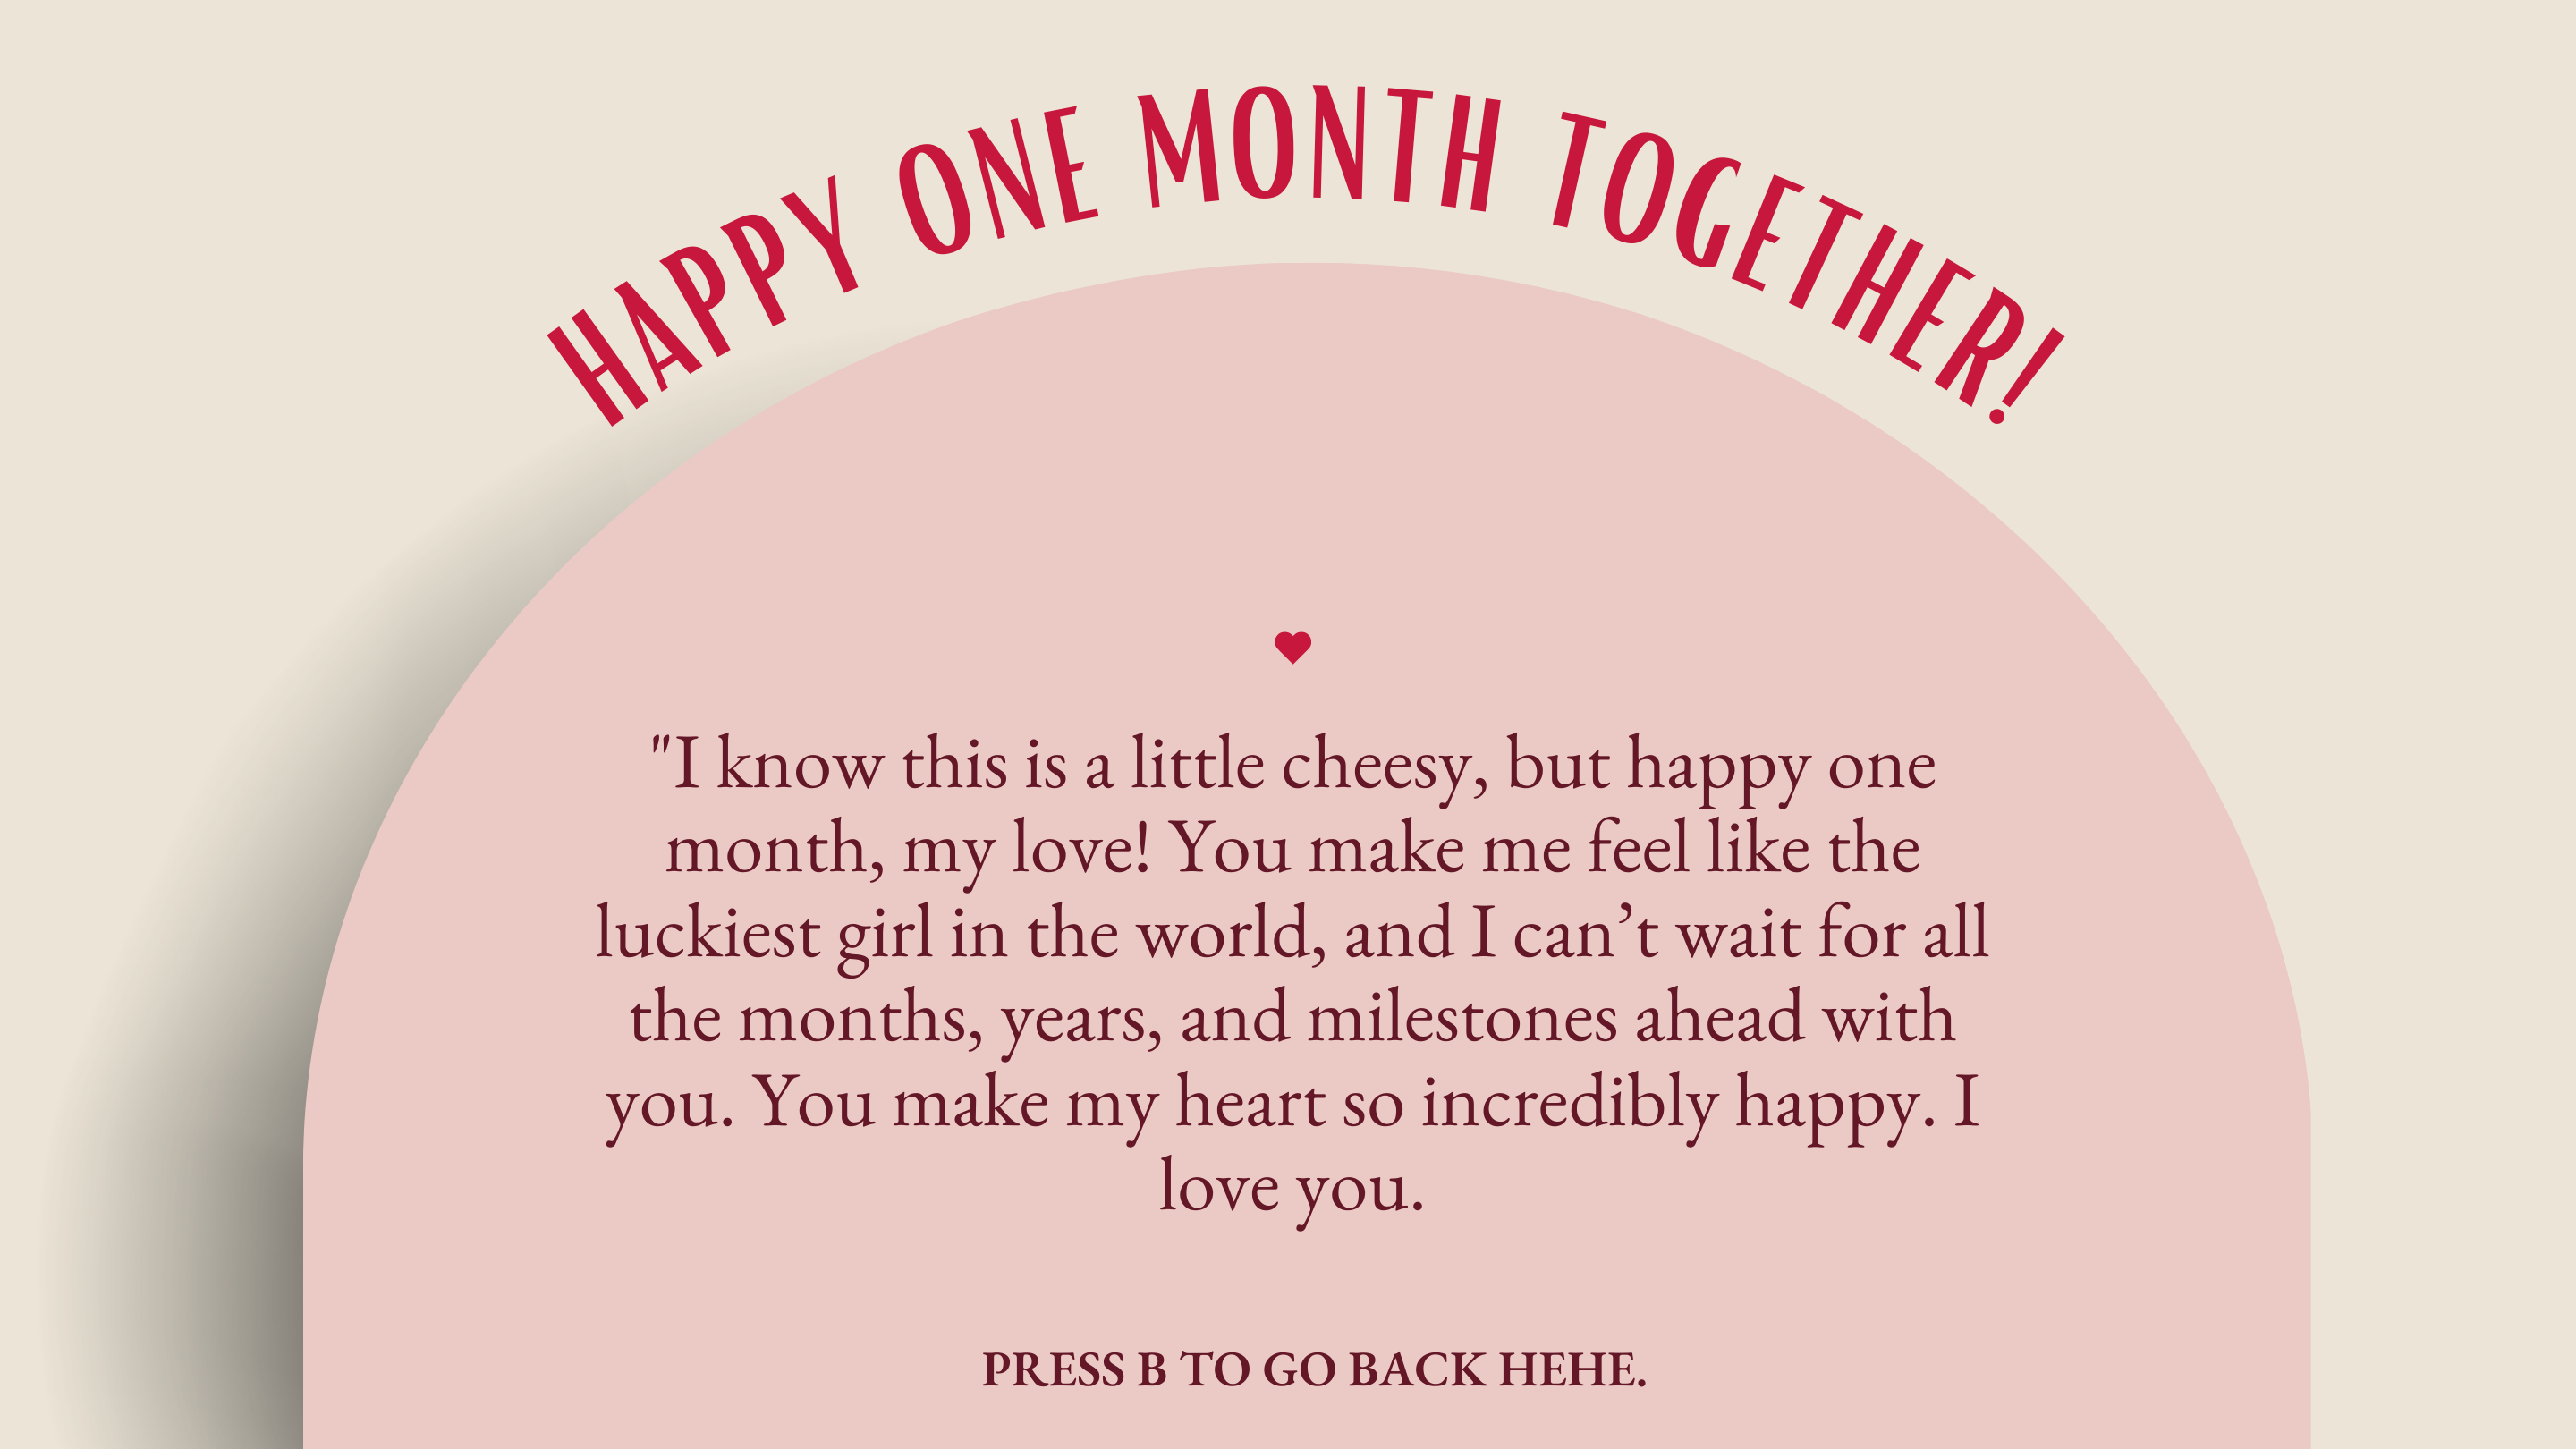 HAPPY ONE MONTH TOGETHER!
"I know this is a little cheesy, but happy one
month, my love! You make me feel like the
luckiest girl in the world, and I can’t wait for all
the months, years, and milestones ahead with
you. You make my heart so incredibly happy. I
love you.
PRESS B TO GO BACK HEHE.